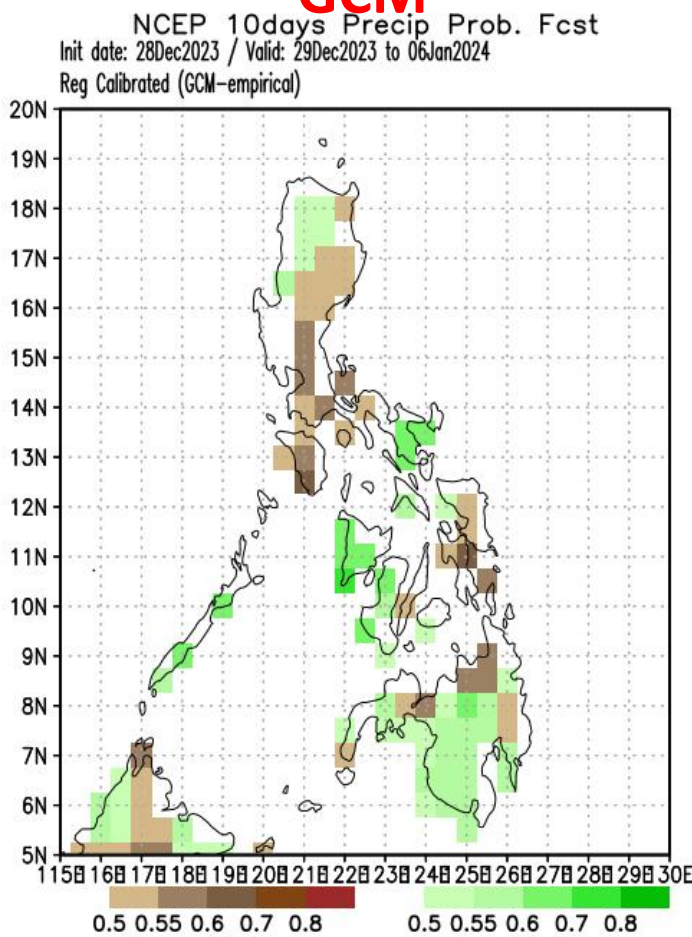 GCM
NCEP 10days Precip Prob. Fcst
Init date: 28Dec2023 / Valid: 29Dec2023 to 06Jan2024
Reg Calibrated (GCM-empirical)
20N
19N
18N
17N
16N
15N
14N
13N
12N
11N
10N
9N
8N
7N
6N
5N
115E 116E 117E 118E 119E 120E 121E 122E 123E 124E 125E 126E 127E 128E 129E 130E
0.5 0.55 0.6 0.7 0.8 0.5 0.55 0.6 0.7 0.8